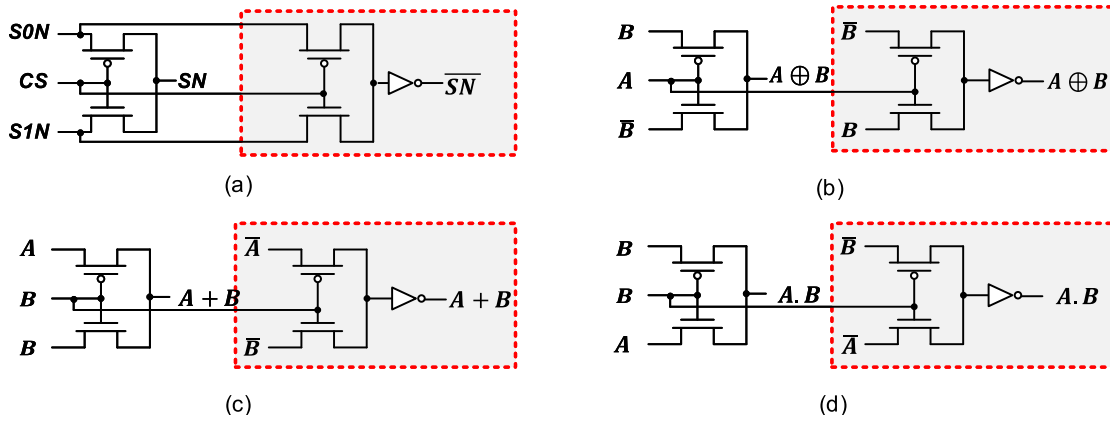 S0N
CS
S1N
SN
S̅N̅
(a)
B
A
B̅
A ⊕ B
B̅
B
A ⊕ B
(b)
A
B
B
A + B
A̅
B̅
A + B
(c)
B
B
A
A.B
B̅
A̅
A.B
(d)